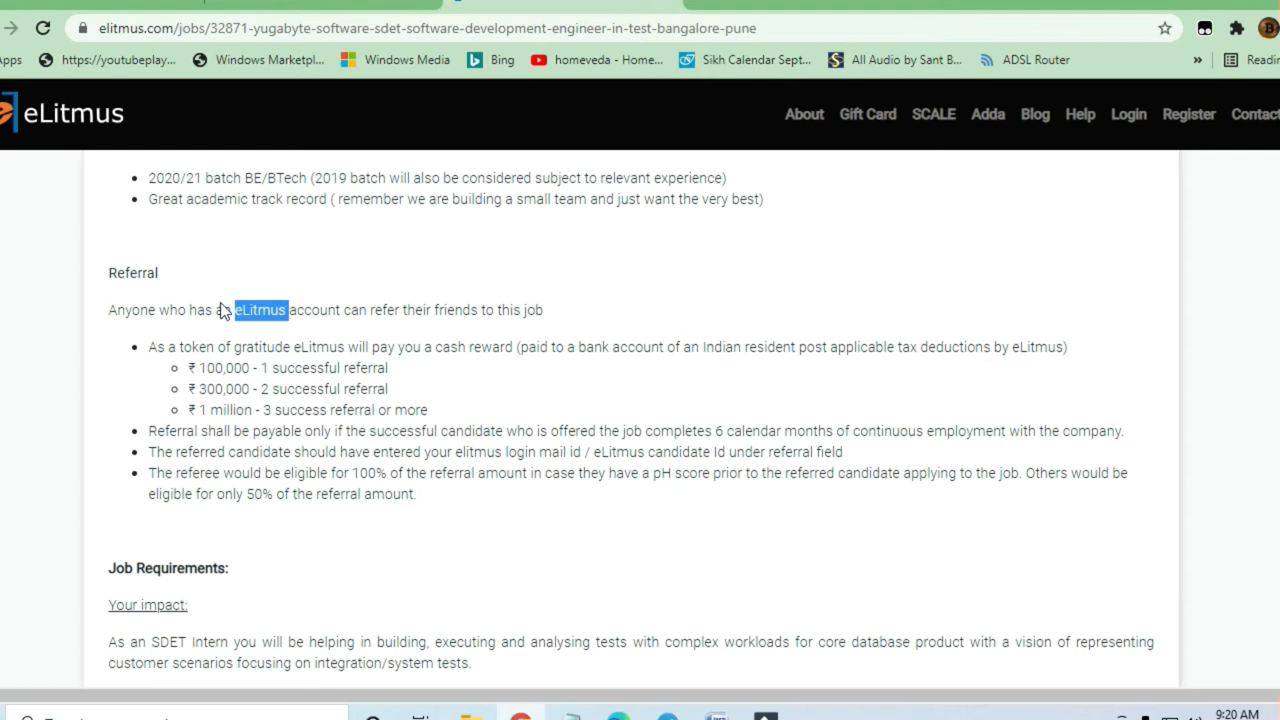 elitmus.com/jobs/32871-yugabyte-software-sdet-software-development-engineer-in-test-bangalore-pune
https://youtubeplay... Windows Marketpl... Windows Media Bing homeveda - Home... Sikh Calendar Sept... All Audio by Sant B... ADSL Router »
eLitmus
About Gift Card SCALE Adda Blog Help Login Register Contact
• 2020/21 batch BE/BTech (2019 batch will also be considered subject to relevant experience)
• Great academic track record ( remember we are building a small team and just want the very best)
Referral
Anyone who has an eLitmus account can refer their friends to this job
• As a token of gratitude eLitmus will pay you a cash reward (paid to a bank account of an Indian resident post applicable tax deductions by eLitmus)
₹ 100,000 - 1 successful referral
₹ 300,000 - 2 successful referral
₹ 1 million - 3 success referral or more
• Referral shall be payable only if the successful candidate who is offered the job completes 6 calendar months of continuous employment with the company.
• The referred candidate should have entered your elitmus login mail id / eLitmus candidate Id under referral field
• The referee would be eligible for 100% of the referral amount in case they have a pH score prior to the referred candidate applying to the job. Others would be
eligible for only 50% of the referral amount.
Job Requirements:
Your impact:
As an SDET Intern you will be helping in building, executing and analysing tests with complex workloads for core database product with a vision of representing
customer scenarios focusing on integration/system tests.
9:20 AM